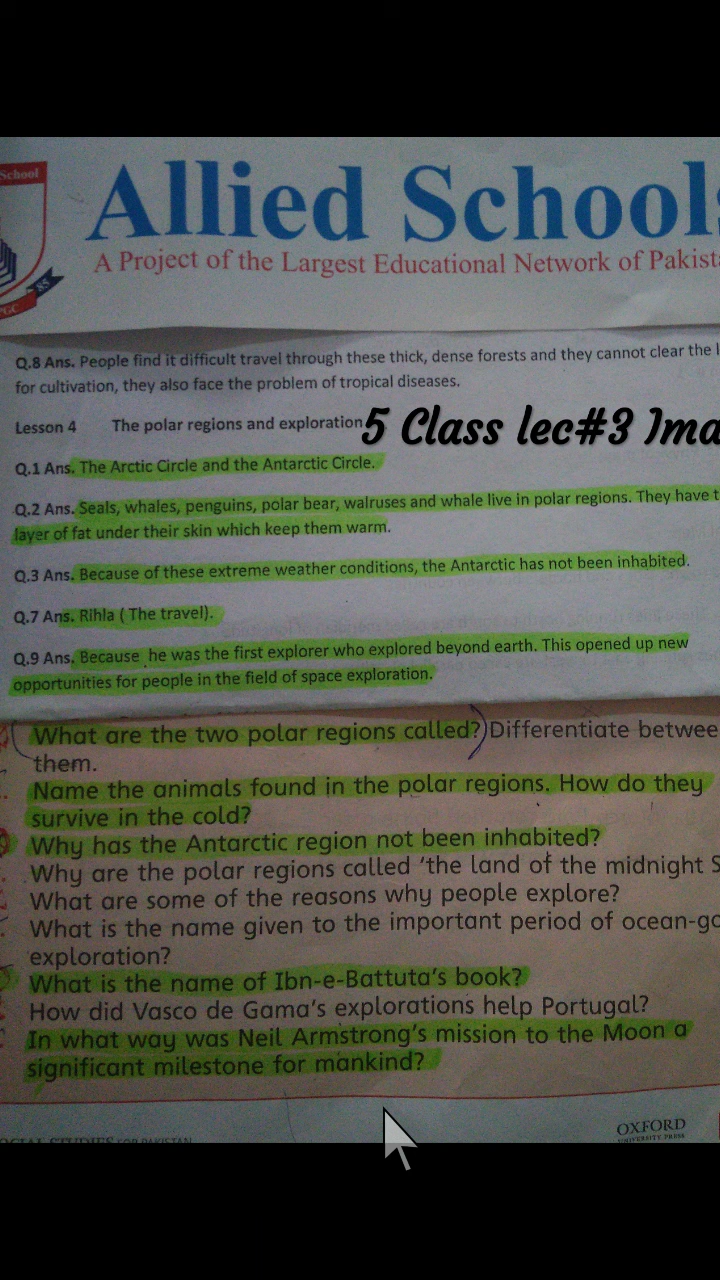 School
Allied Schools
A Project of the Largest Educational Network of Pakist
PGC
SS
Q.8 Ans. People find it difficult travel through these thick, dense forests and they cannot clear the l
for cultivation, they also face the problem of tropical diseases.
Lesson 4 The polar regions and exploration
5 Class lec#3 Ima
Q.1 Ans. The Arctic Circle and the Antarctic Circle.
Q.2 Ans. Seals, whales, penguins, polar bear, walruses and whale live in polar regions. They have t
layer of fat under their skin which keep them warm.
Q.3 Ans. Because of these extreme weather conditions, the Antarctic has not been inhabited.
Q.7 Ans. Rihla ( The travel).
Q.9 Ans. Because he was the first explorer who explored beyond earth. This opened up new
opportunities for people in the field of space exploration.
What are the two polar regions called? Differentiate betwee
them.
Name the animals found in the polar regions. How do they
survive in the cold?
Why has the Antarctic region not been inhabited?
Why are the polar regions called ‘the land of the midnight S
What are some of the reasons why people explore?
What is the name given to the important period of ocean-go
exploration?
What is the name of Ibn-e-Battuta’s book?
How did Vasco de Gama’s explorations help Portugal?
In what way was Neil Armstrong’s mission to the Moon a
significant milestone for mankind?
OCIAL STUDIES FOR PAKISTAN
OXFORD
UNIVERSITY PRESS